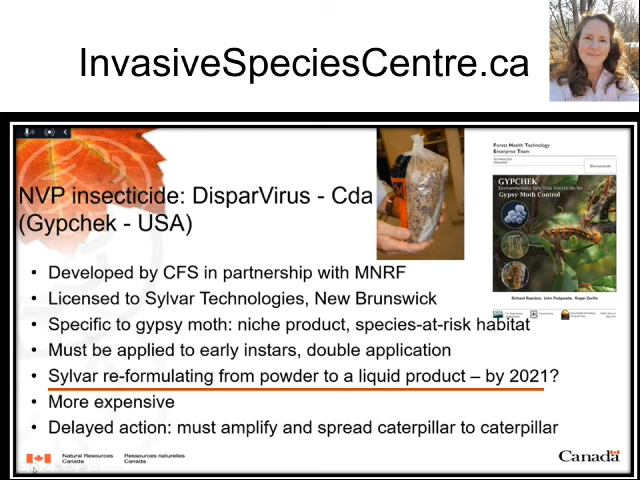 InvasiveSpeciesCentre.ca
Forest Health Technology
Enterprise Team
GYPCHEK
Environmentally Safe Viral Insecticide for
Gypsy Moth Control
Richard Reardon, John Podgwaite, Roger Zerillo
NVP insecticide: DisparVirus - Cda
(Gypchek - USA)
• Developed by CFS in partnership with MNRF
• Licensed to Sylvar Technologies, New Brunswick
• Specific to gypsy moth: niche product, species-at-risk habitat
• Must be applied to early instars, double application
• Sylvar re-formulating from powder to a liquid product – by 2021?
• More expensive
• Delayed action: must amplify and spread caterpillar to caterpillar
Natural Resources Ressources naturelles
Canada Canada
Canada